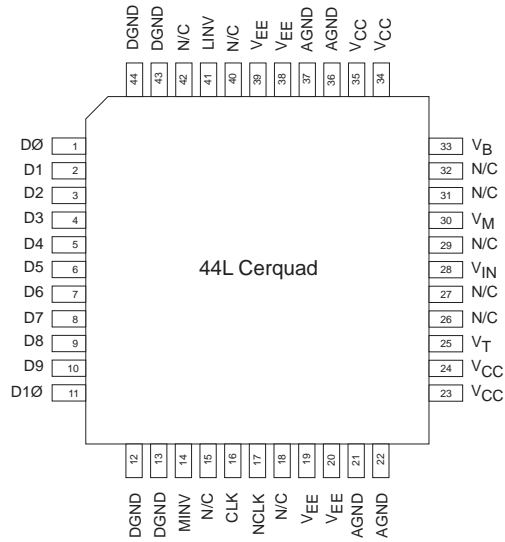 DGND DGND N/C LINV N/C VEE VEE AGND AGND VCC VCC
44 43 42 41 40 39 38 37 36 35 34
DØ 1
D1 2
D2 3
D3 4
D4 5
D5 6
D6 7
D7 8
D8 9
D9 10
D1Ø 11
44L Cerquad
33 VB
32 N/C
31 N/C
30 VM
29 N/C
28 VIN
27 N/C
26 N/C
25 VT
24 VCC
23 VCC
12 13 14 15 16 17 18 19 20 21 22
DGND DGND MINV N/C CLK NCLK N/C VEE VEE AGND AGND